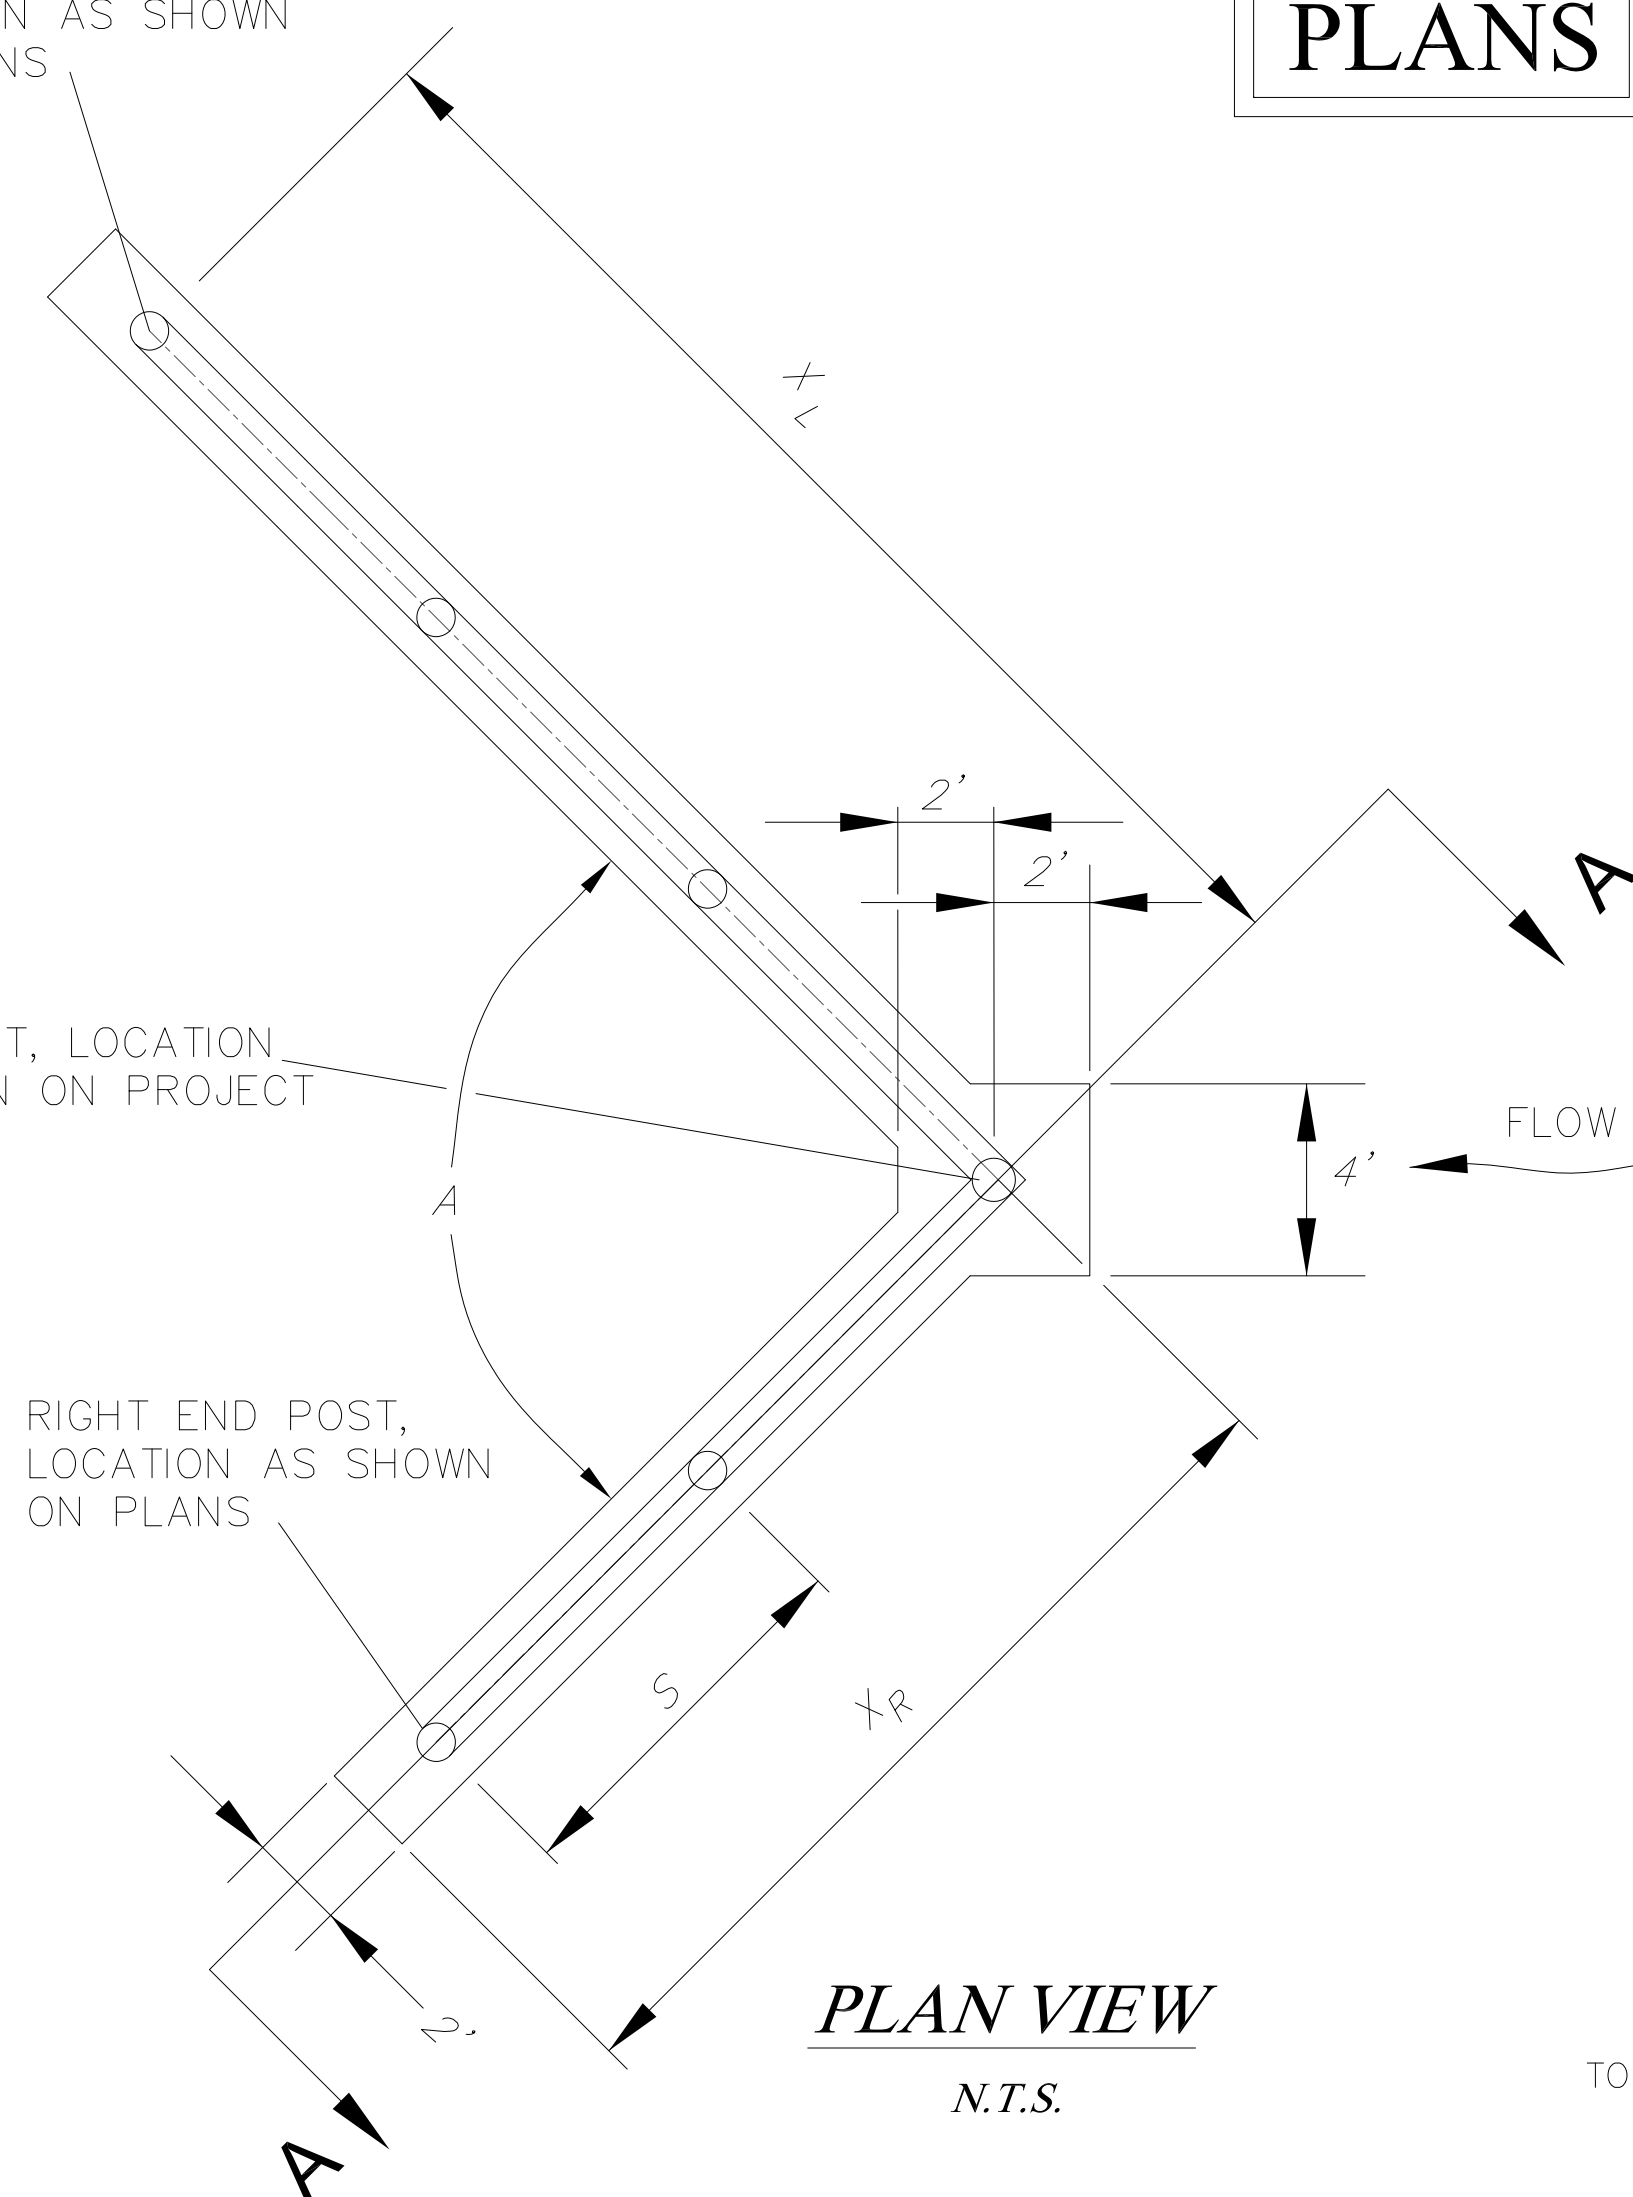 N AS SHOWN
NS
PLANS
X
L
2'
2'
A
T, LOCATION
N ON PROJECT
FLOW
4'
A
RIGHT END POST,
LOCATION AS SHOWN
ON PLANS
S
XR
2'
PLAN VIEW
N.T.S.
TO
A